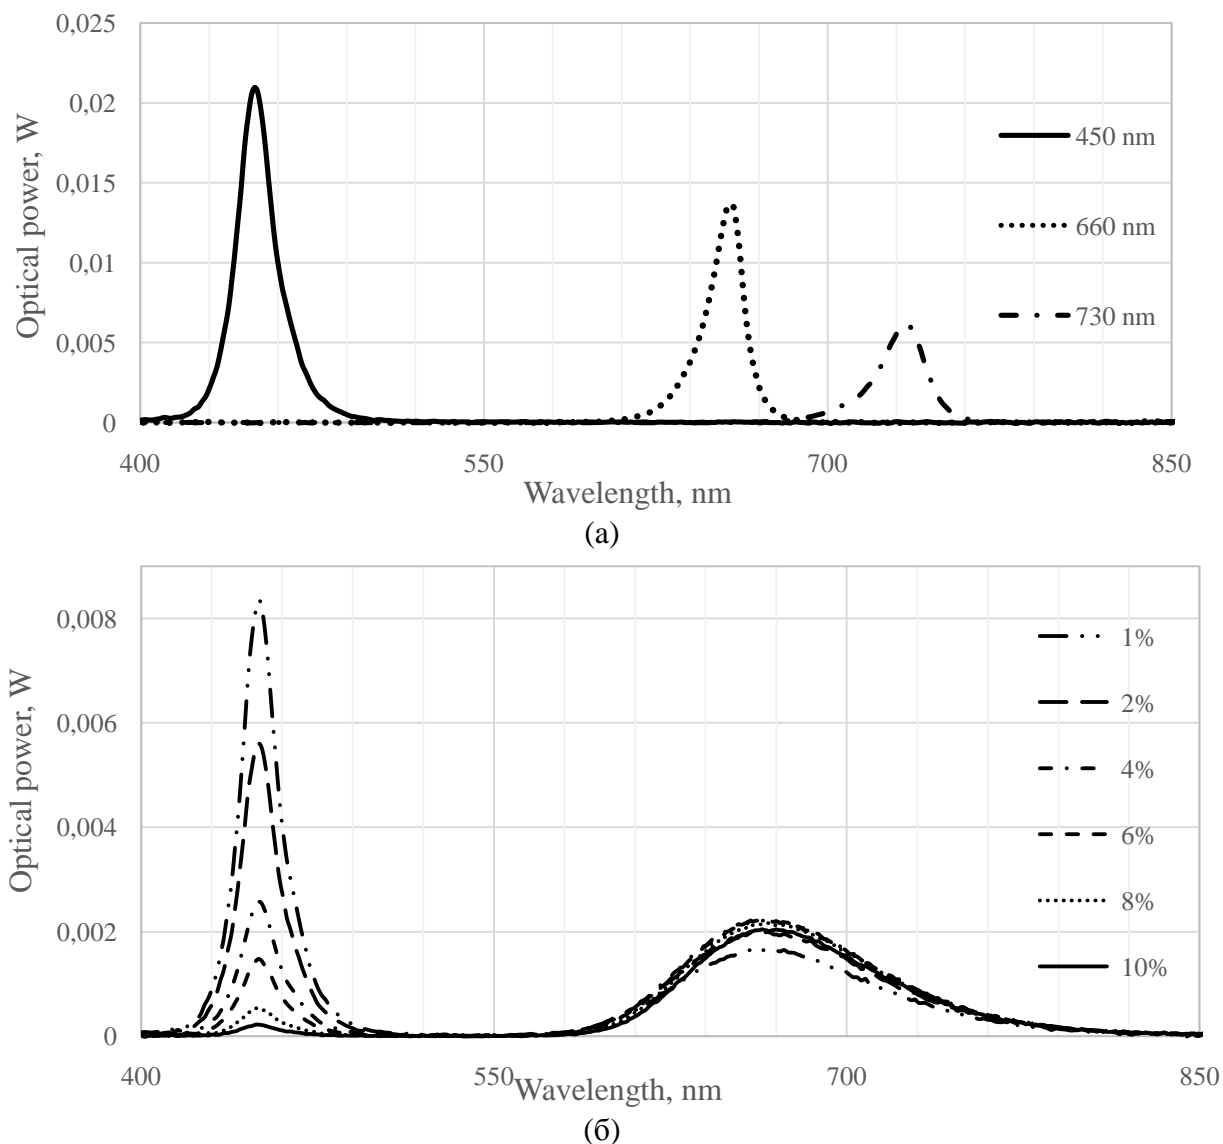 0,025
0,02
0,015
0,01
0,005
0
Optical power, W
450 nm
660 nm
730 nm
400
550
700
850
Wavelength, nm
(a)
0,008
0,006
0,004
0,002
0
Optical power, W
1%
2%
4%
6%
8%
10%
400
550
700
850
Wavelength, nm
(б)